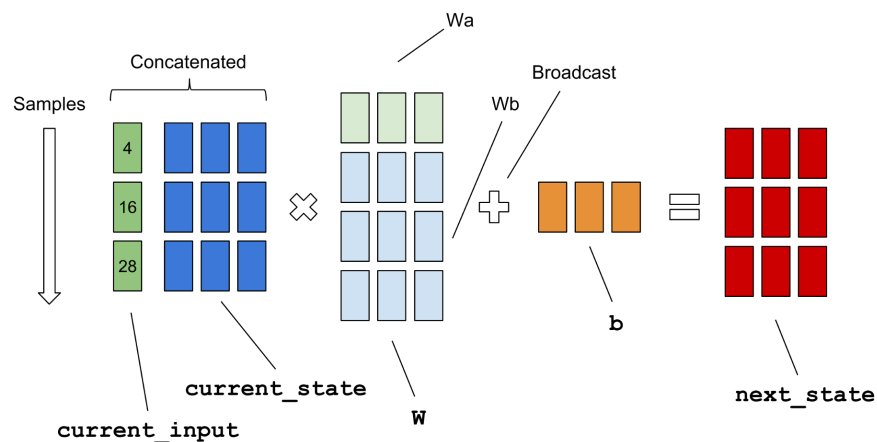 Wa
Concatenated
Broadcast
Samples
Wb
4
16
28
b
current_state
W
next_state
current_input